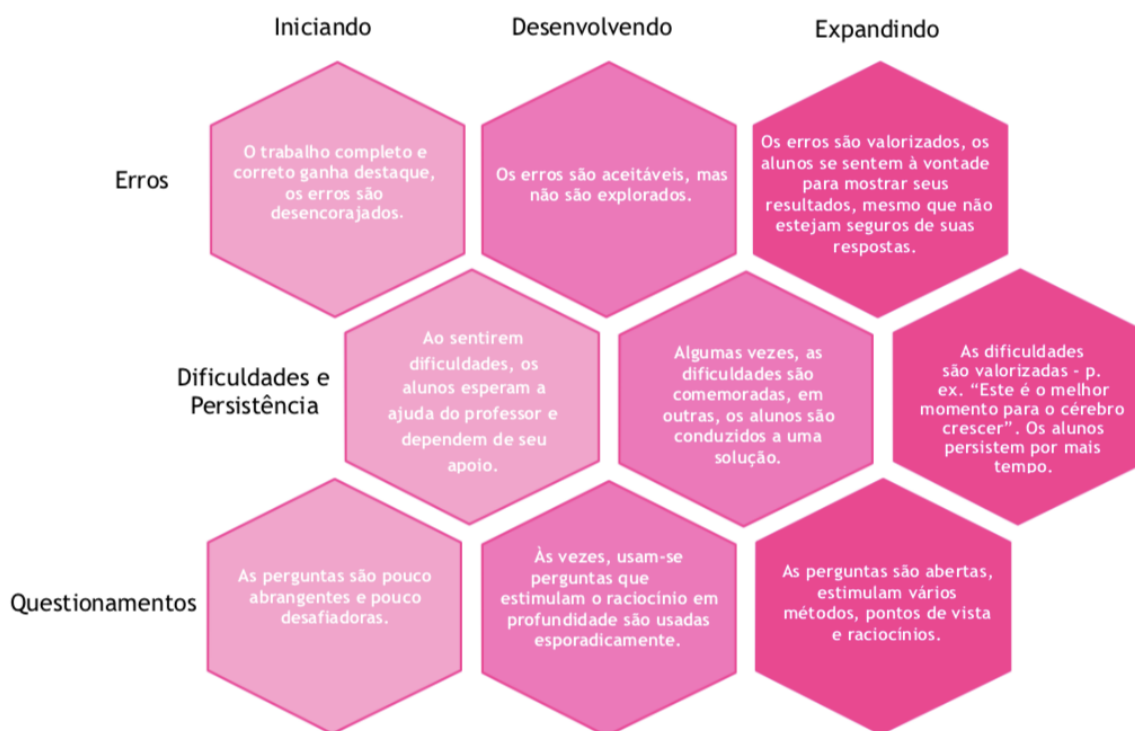 Iniciando
Desenvolvendo
Expandindo
Erros
O trabalho completo e
correto ganha destaque,
os erros são
desencorajados.
Os erros são aceitáveis, mas
não são explorados.
Os erros são valorizados, os
alunos se sentem à vontade
para mostrar seus
resultados, mesmo que não
estejam seguros de suas
respostas.
Dificuldades e
Persistência
Ao sentirem
dificuldades, os
alunos esperam a
ajuda do professor e
dependem de seu
apoio.
Algumas vezes, as
dificuldades são
comemoradas, em
outras, os alunos são
conduzidos a uma
solução.
As dificuldades
são valorizadas - p.
ex. “Este é o melhor
momento para o cérebro
crescer”. Os alunos
persistem por mais
tempo.
Questionamentos
As perguntas são pouco
abrangentes e pouco
desafiadoras.
Às vezes, usam-se
perguntas que
estimulam o raciocínio em
profundidade são usadas
esporadicamente.
As perguntas são abertas,
estimulam vários
métodos, pontos de vista
e raciocínios.